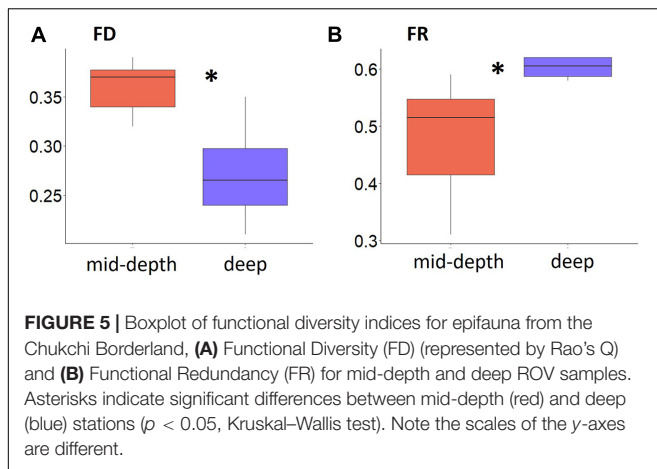 A FD
0.35
0.30
0.25
*
mid-depth deep
B FR
0.6
0.5
0.4
0.3
*
mid-depth deep
FIGURE 5 | Boxplot of functional diversity indices for epifauna from the
Chukchi Borderland, (A) Functional Diversity (FD) (represented by Rao's Q)
and (B) Functional Redundancy (FR) for mid-depth and deep ROV samples.
Asterisks indicate significant differences between mid-depth (red) and deep
(blue) stations (p < 0.05, Kruskal–Wallis test). Note the scales of the y-axes
are different.